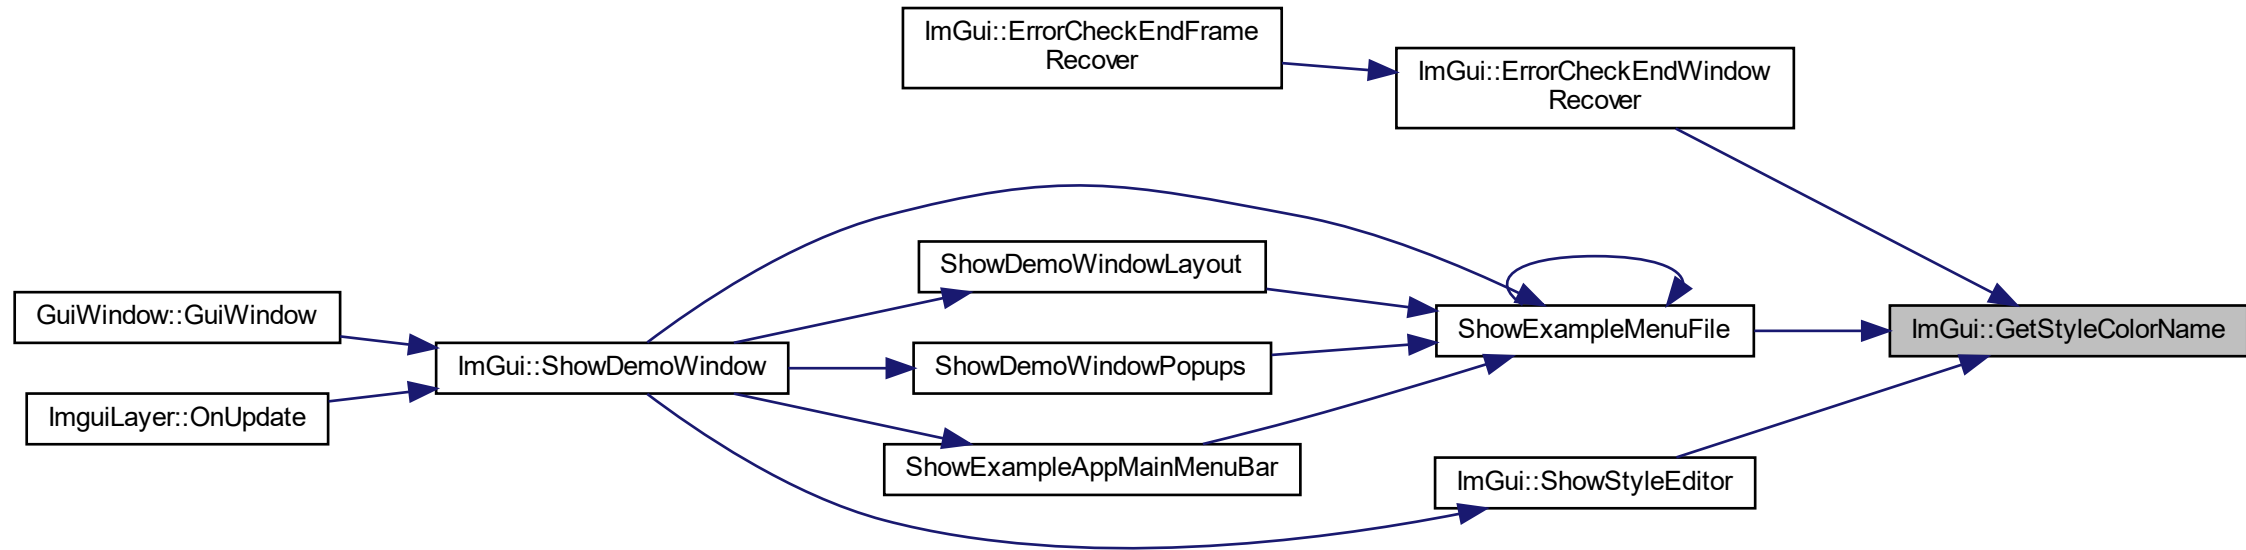 ImGui::ErrorCheckEndFrame
Recover
ImGui::ErrorCheckEndWindow
Recover
ShowDemoWindowLayout
GuiWindow::GuiWindow
ShowExampleMenuFile
ImGui::GetStyleColorName
ImGui::ShowDemoWindow
ShowDemoWindowPopups
ImguiLayer::OnUpdate
ShowExampleAppMainMenuBar
ImGui::ShowStyleEditor